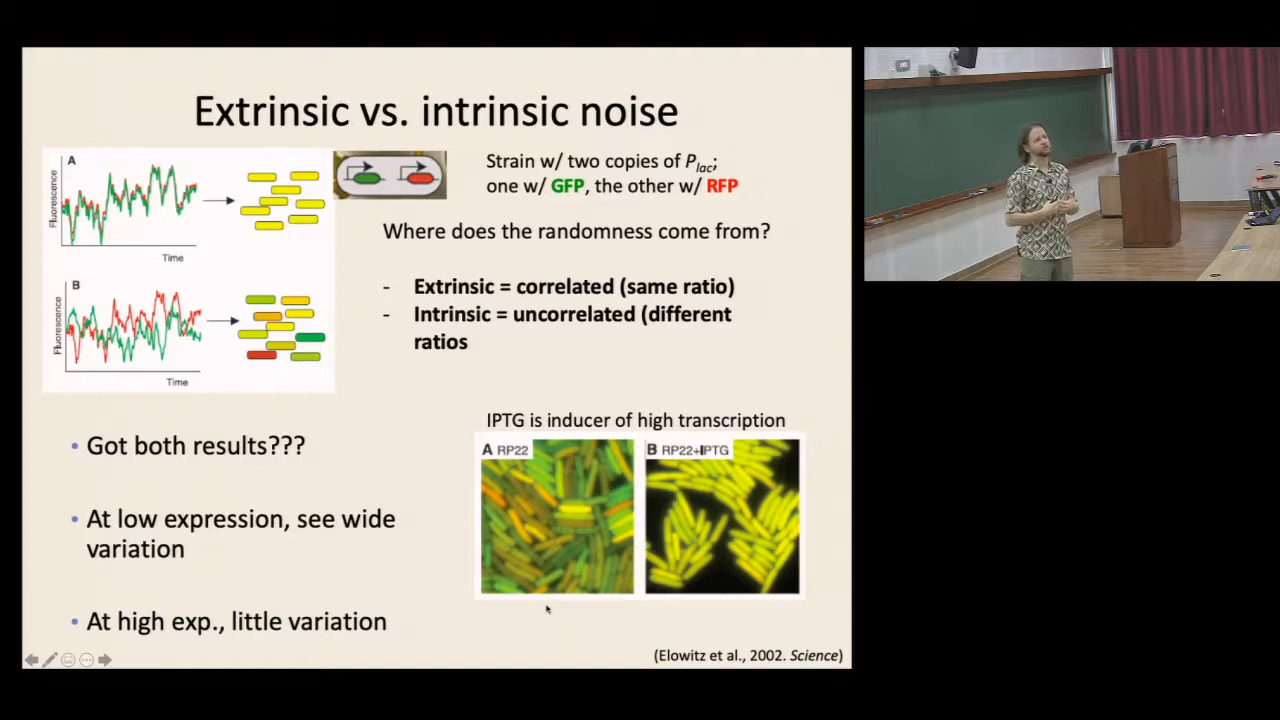 Extrinsic vs. intrinsic noise
A
Fluorescence
Time
B
Fluorescence
Time
Strain w/ two copies of Plac;
one w/ GFP, the other w/ RFP
Where does the randomness come from?
- Extrinsic = correlated (same ratio)
- Intrinsic = uncorrelated (different
ratios
• Got both results???
• At low expression, see wide
variation
• At high exp., little variation
IPTG is inducer of high transcription
A RP22
B RP22+IPTG
(Elowitz et al., 2002. Science)